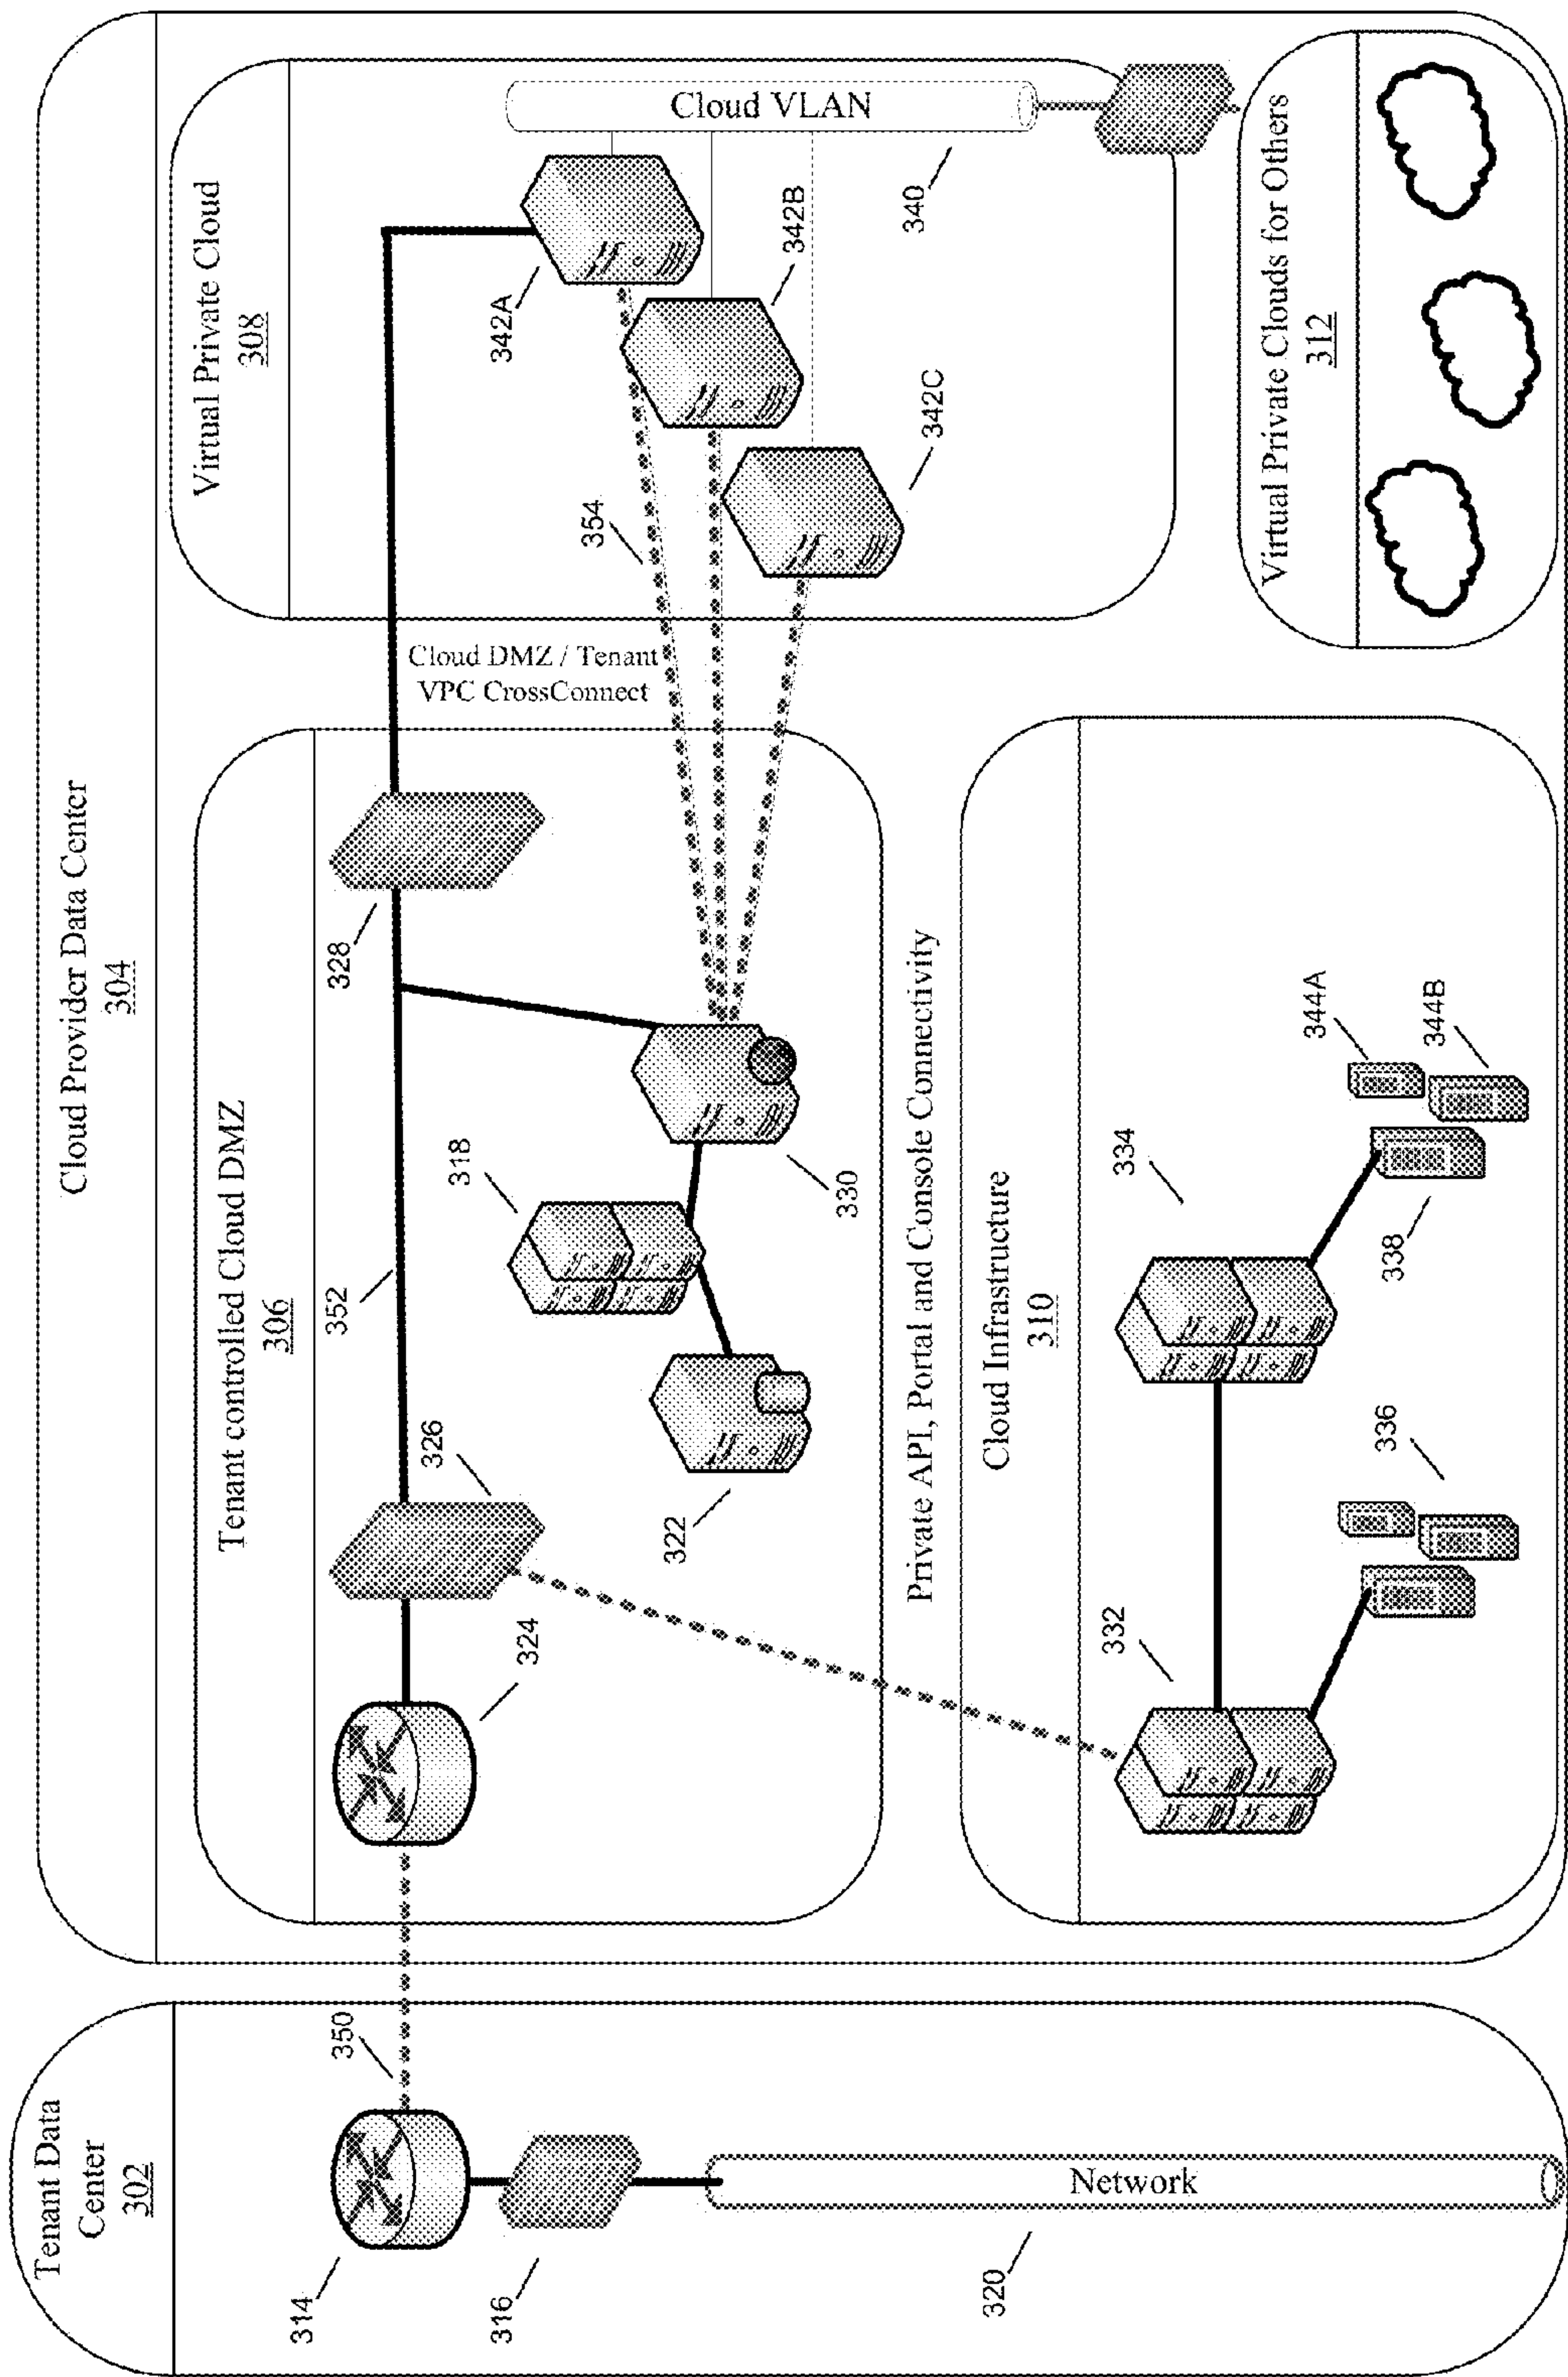 Cloud Provider Data Center
304
Tenant Data
Center
302
314
316
320
Network
350
Tenant controlled Cloud DMZ
306
324
326
352
328
318
322
330
Cloud DMZ / Tenant
VPC CrossConnect
Virtual Private Cloud
308
342A
342B
342C
354
340
Cloud VLAN
Private API, Portal and Console Connectivity
Cloud Infrastructure
310
332
334
336
338
344A
344B
Virtual Private Clouds for Others
312